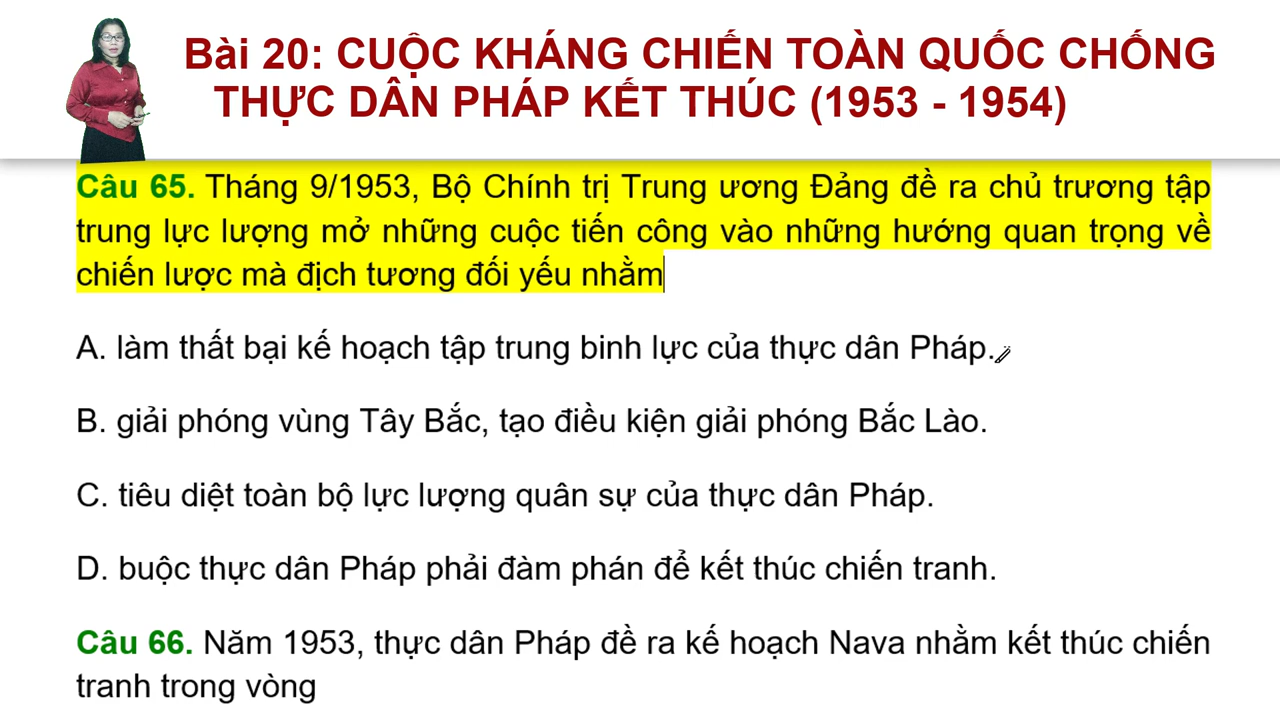 Bài 20: CUỘC KHÁNG CHIẾN TOÀN QUỐC CHỐNG
THỰC DÂN PHÁP KẾT THÚC (1953 - 1954)
Câu 65. Tháng 9/1953, Bộ Chính trị Trung ương Đảng đề ra chủ trương tập
trung lực lượng mở những cuộc tiến công vào những hướng quan trọng về
chiến lược mà địch tương đối yếu nhằm
A. làm thất bại kế hoạch tập trung binh lực của thực dân Pháp.
B. giải phóng vùng Tây Bắc, tạo điều kiện giải phóng Bắc Lào.
C. tiêu diệt toàn bộ lực lượng quân sự của thực dân Pháp.
D. buộc thực dân Pháp phải đàm phán để kết thúc chiến tranh.
Câu 66. Năm 1953, thực dân Pháp đề ra kế hoạch Nava nhằm kết thúc chiến
tranh trong vòng